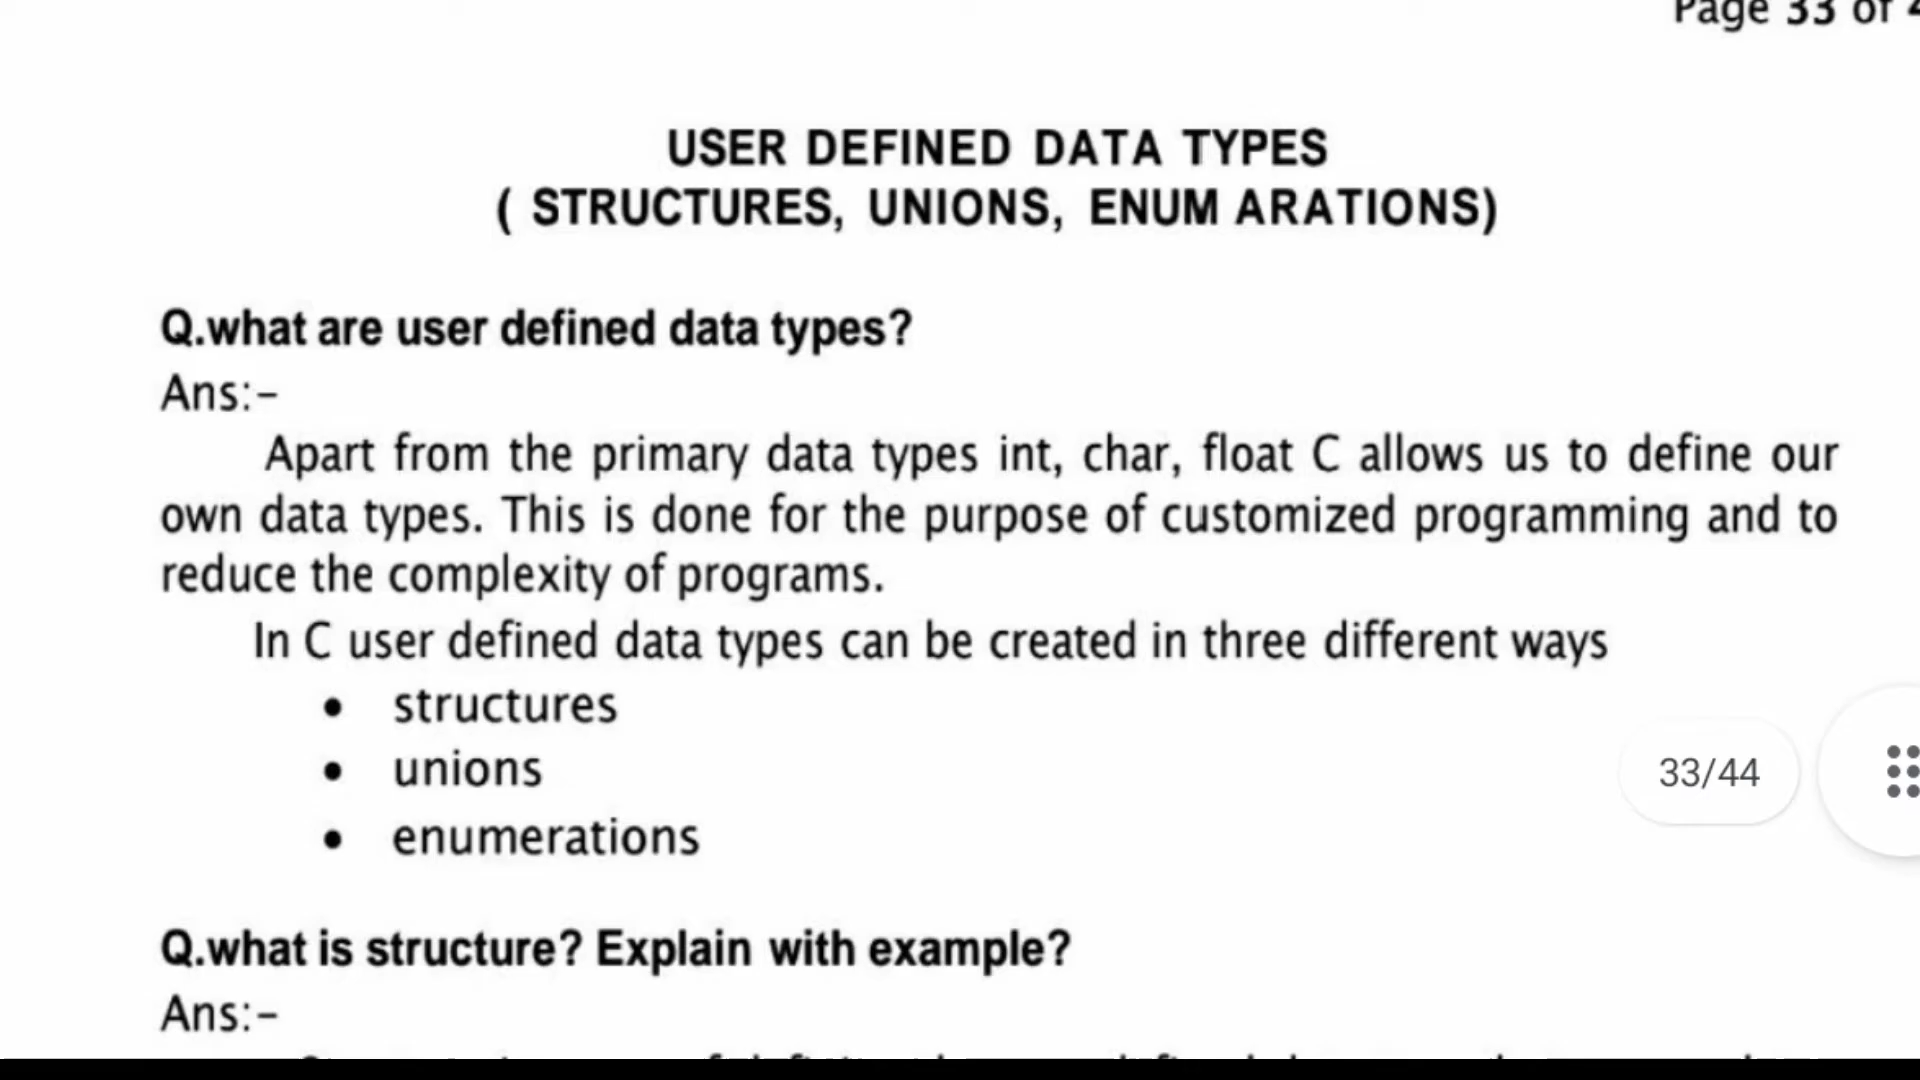 Page 33 of
USER DEFINED DATA TYPES
( STRUCTURES, UNIONS, ENUM ARATIONS)
Q.what are user defined data types?
Ans:-
Apart from the primary data types int, char, float C allows us to define our
own data types. This is done for the purpose of customized programming and to
reduce the complexity of programs.
In C user defined data types can be created in three different ways
• structures
• unions
• enumerations
33/44
Q.what is structure? Explain with example?
Ans:-